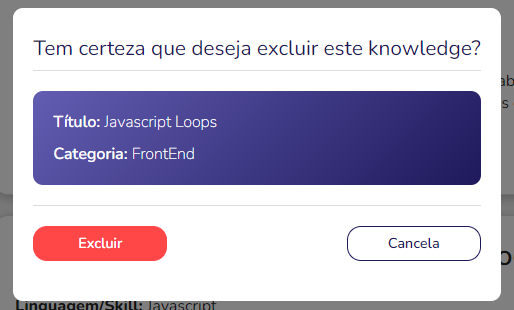 Tem certeza que deseja excluir este knowledge?
Título: Javascript Loops
Categoria: FrontEnd
Excluir
Cancela
Linguagem/Skill: Javascript